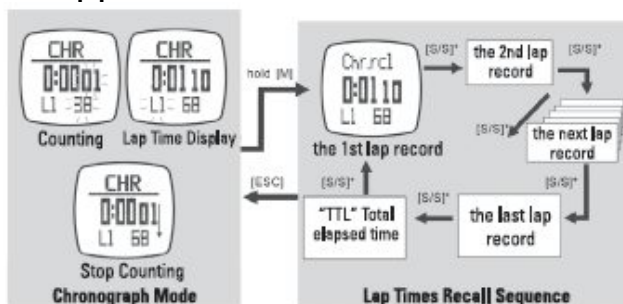 CHR
0:00 01
L1 38
Counting
CHR
0:01 10
L1 68
Lap Time Display
CHR
0:00 01
L1 68
Stop Counting
Chronograph Mode
hold [M]
[ESC]
Chr.rcl
0:01 10
L1 68
the 1st lap record
[S/S]*
the 2nd lap
record
[S/S]*
[S/S]*
the next lap
record
[S/S]*
the last lap
record
[S/S]*
"TTL" Total
elapsed time
[S/S]*
Lap Times Recall Sequence